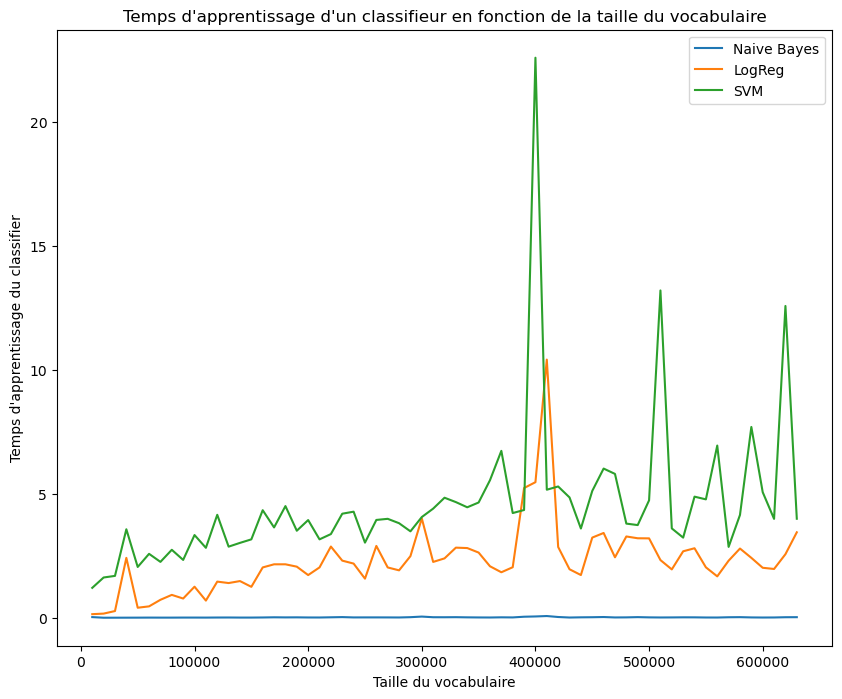 Temps d'apprentissage d'un classifieur en fonction de la taille du vocabulaire
Naive Bayes
LogReg
SVM
Temps d'apprentissage du classifier
20
15
10
5
0
0
100000
200000
300000
400000
500000
600000
Taille du vocabulaire